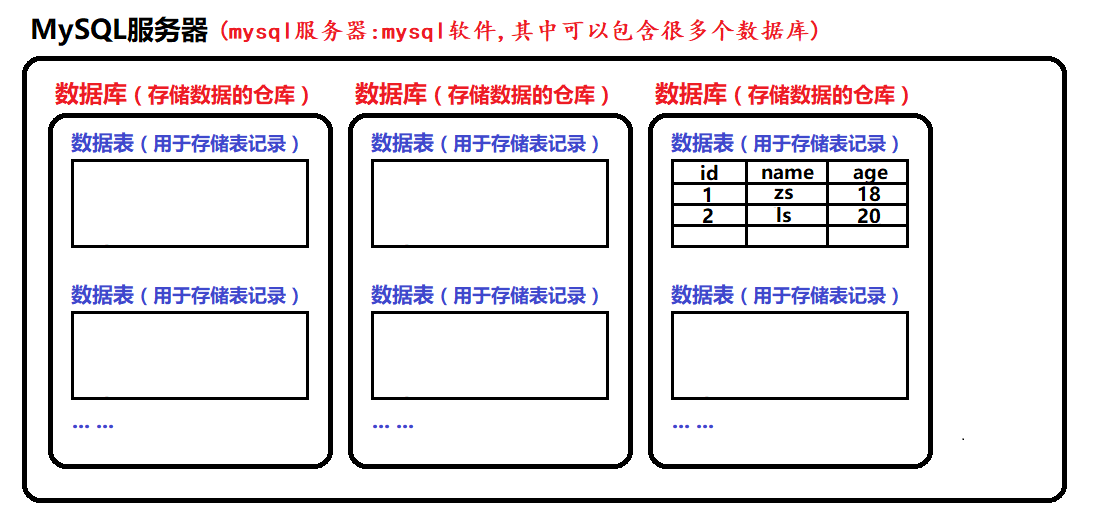 MySQL服务器 (mysql服务器:mysql软件,其中可以包含很多个数据库)
数据库（存储数据的仓库） 数据库（存储数据的仓库） 数据库（存储数据的仓库）
数据表（用于存储表记录） 数据表（用于存储表记录） 数据表（用于存储表记录）
id name age
1 zs 18
2 ls 20
数据表（用于存储表记录） 数据表（用于存储表记录） 数据表（用于存储表记录）
... ... ... ... ... ...